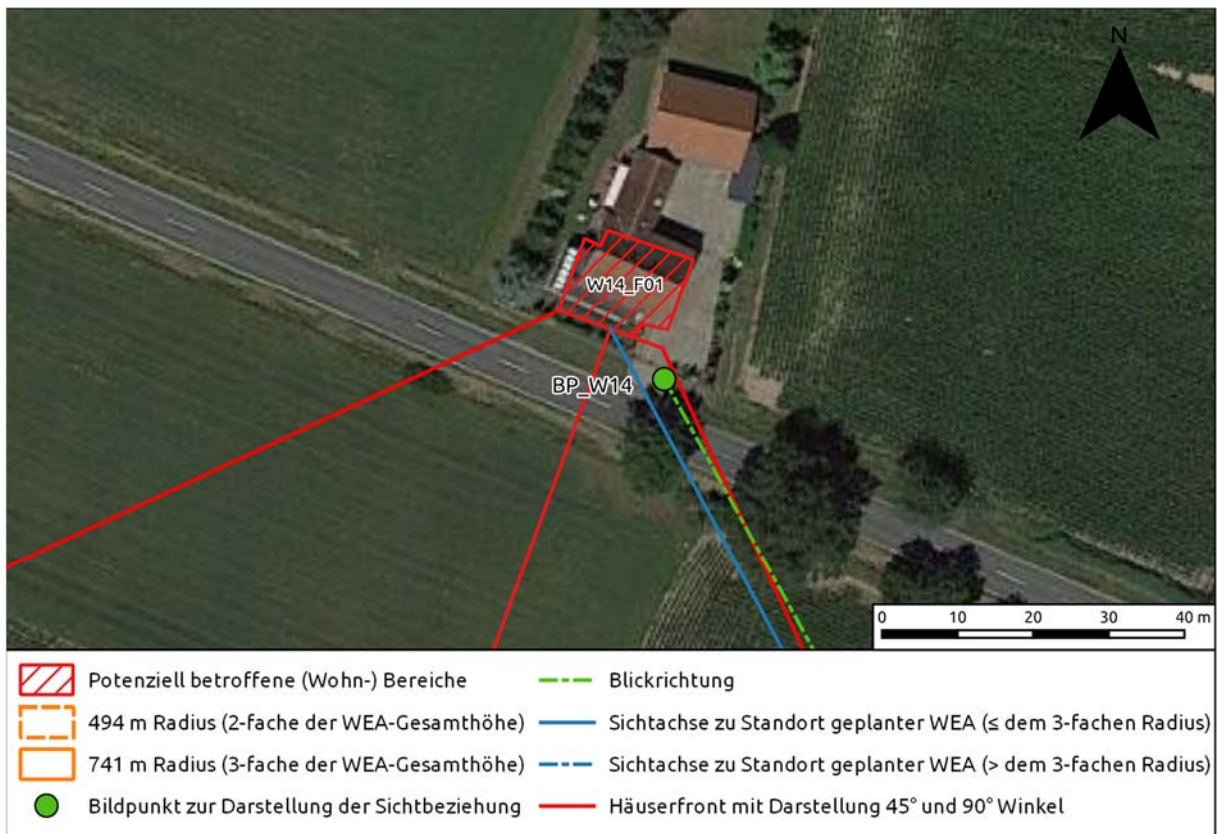 N
W14_F01
BP_W14
0 10 20 30 40 m
Potenziell betroffene (Wohn-) Bereiche
494 m Radius (2-fache der WEA-Gesamthöhe)
741 m Radius (3-fache der WEA-Gesamthöhe)
Bildpunkt zur Darstellung der Sichtbeziehung
Blickrichtung
Sichtachse zu Standort geplanter WEA (≤ dem 3-fachen Radius)
Sichtachse zu Standort geplanter WEA (> dem 3-fachen Radius)
Häuserfront mit Darstellung 45° und 90° Winkel